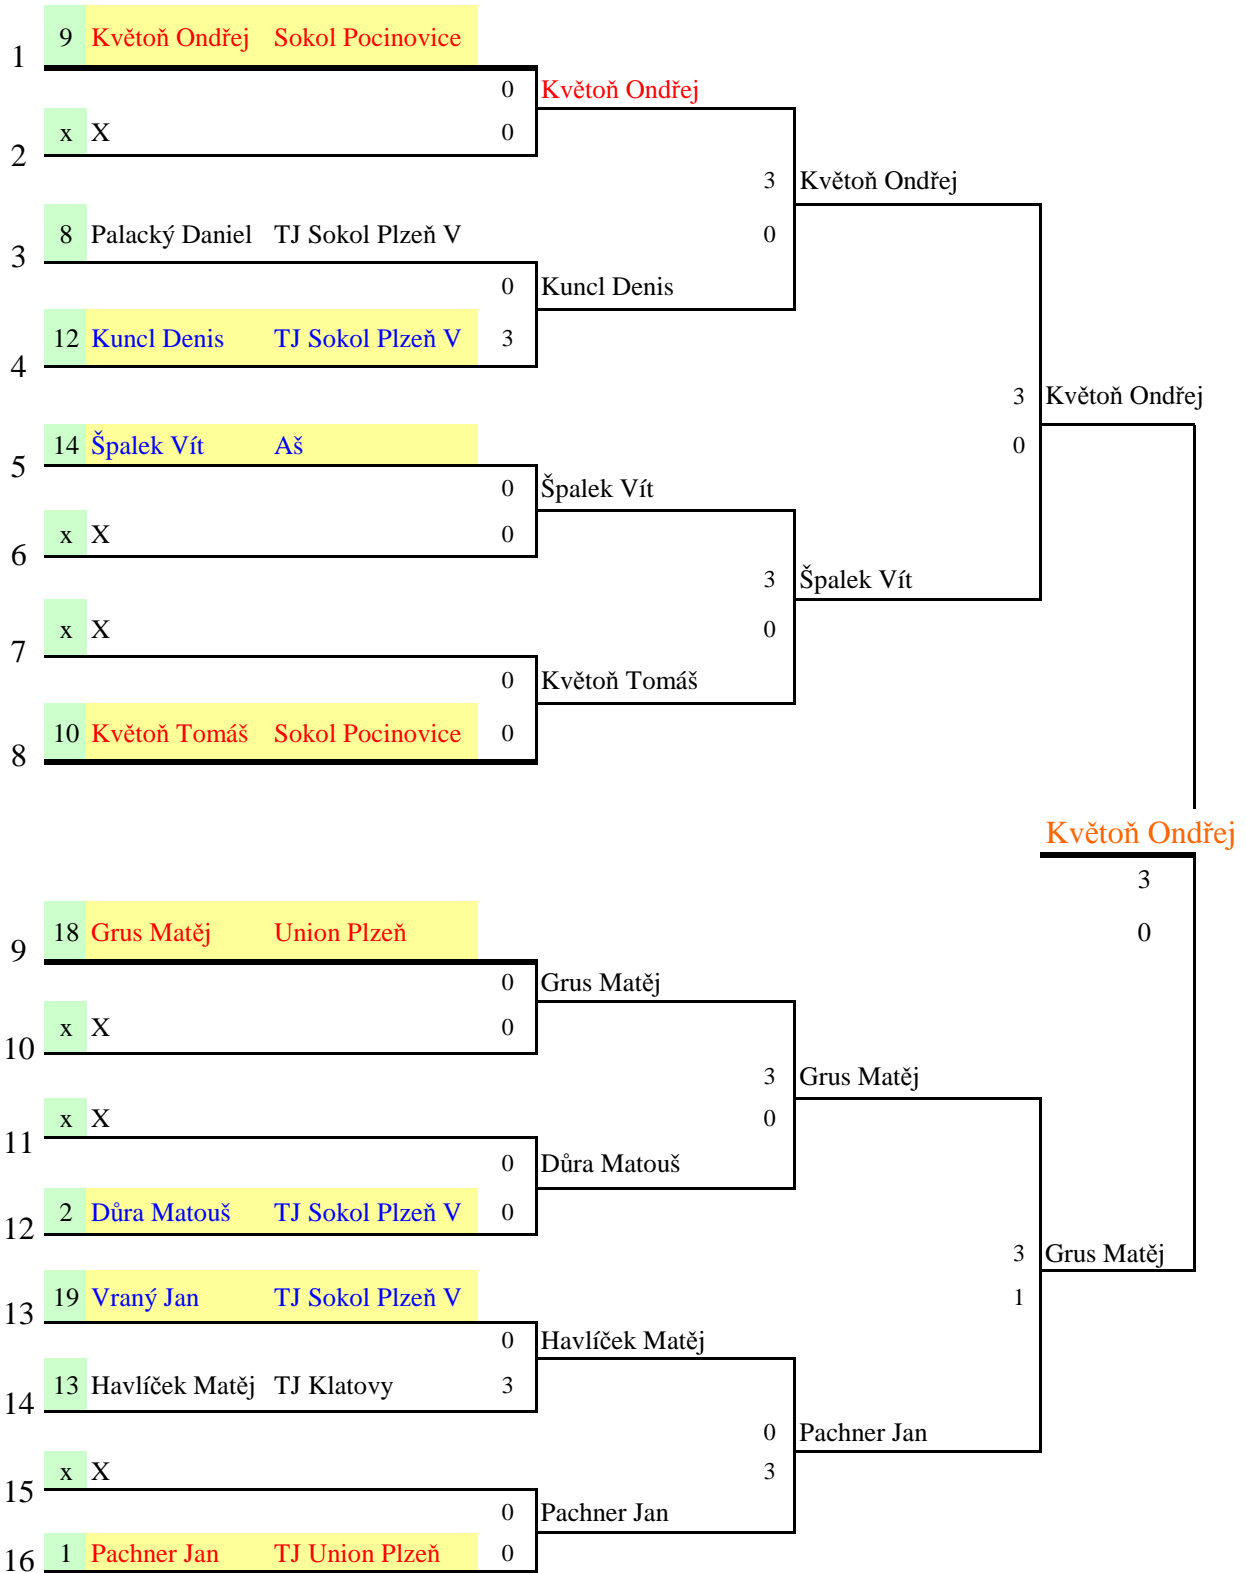 9 Květoň Ondřej Sokol Pocinovice
1
0 Květoň Ondřej
x X 0
2
3 Květoň Ondřej
8 Palacký Daniel TJ Sokol Plzeň V 0
3
0 Kuncl Denis
12 Kuncl Denis TJ Sokol Plzeň V 3
4
3 Květoň Ondřej
14 Špalek Vít Aš 0
5
0 Špalek Vít
x X 0
6
3 Špalek Vít
x X 0
7
0 Květoň Tomáš
10 Květoň Tomáš Sokol Pocinovice 0
8
Květoň Ondřej
3
18 Grus Matěj Union Plzeň 0
9
0 Grus Matěj
x X 0
10
3 Grus Matěj
x X 0
11
0 Důra Matouš
2 Důra Matouš TJ Sokol Plzeň V 0
12
3 Grus Matěj
19 Vraný Jan TJ Sokol Plzeň V 1
13
0 Havlíček Matěj
13 Havlíček Matěj TJ Klatovy 3
14
0 Pachner Jan
x X 3
15
0 Pachner Jan
1 Pachner Jan TJ Union Plzeň 0
16